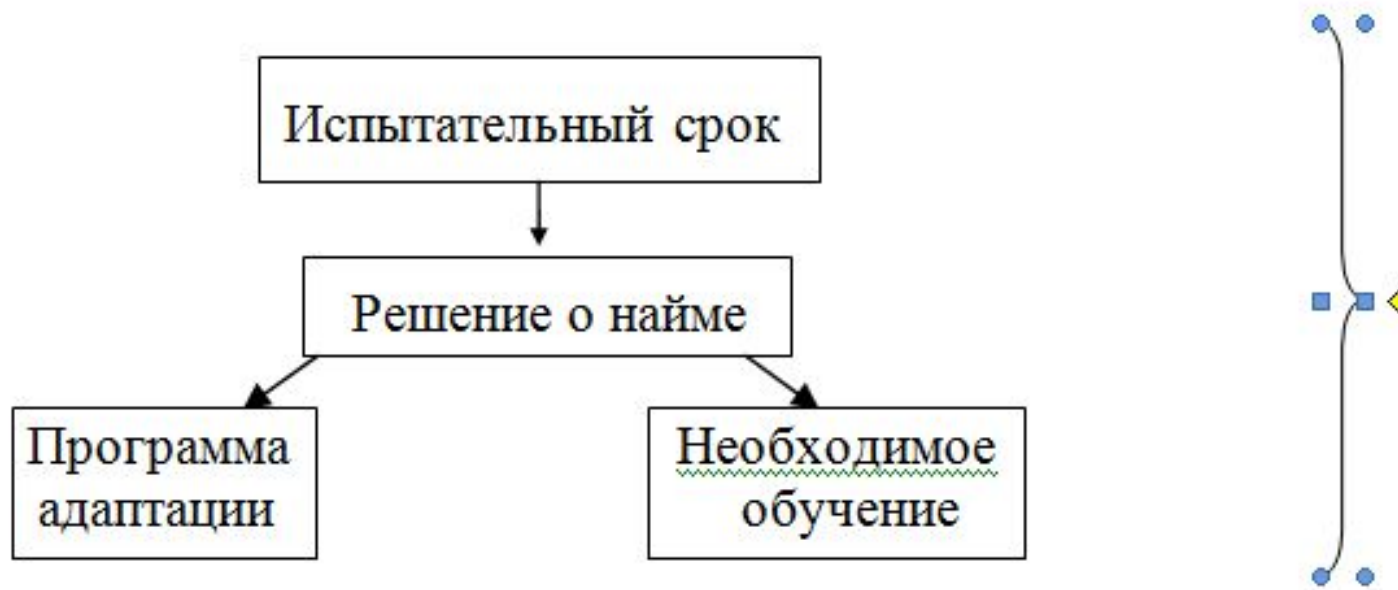 Испытательный срок
Решение о найме
Программа
адаптации
Необходимое
обучение